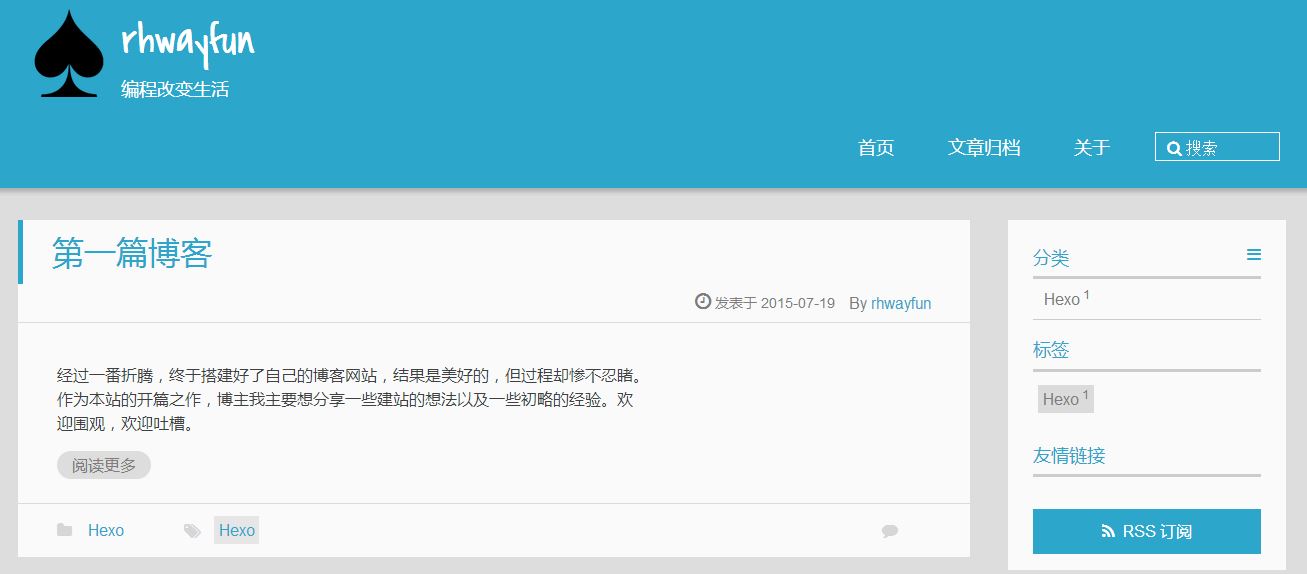 rhwayfun
编程改变生活
首页 文章归档 关于 搜索
第一篇博客
发表于 2015-07-19 By rhwayfun
经过一番折腾，终于搭建好了自己的博客网站，结果是美好的，但过程却惨不忍睹。
作为本站的开篇之作，博主我主要想分享一些建站的想法以及一些初略的经验。欢
迎围观，欢迎吐槽。
阅读更多
Hexo Hexo
分类
Hexo 1
标签
Hexo 1
友情链接
RSS 订阅